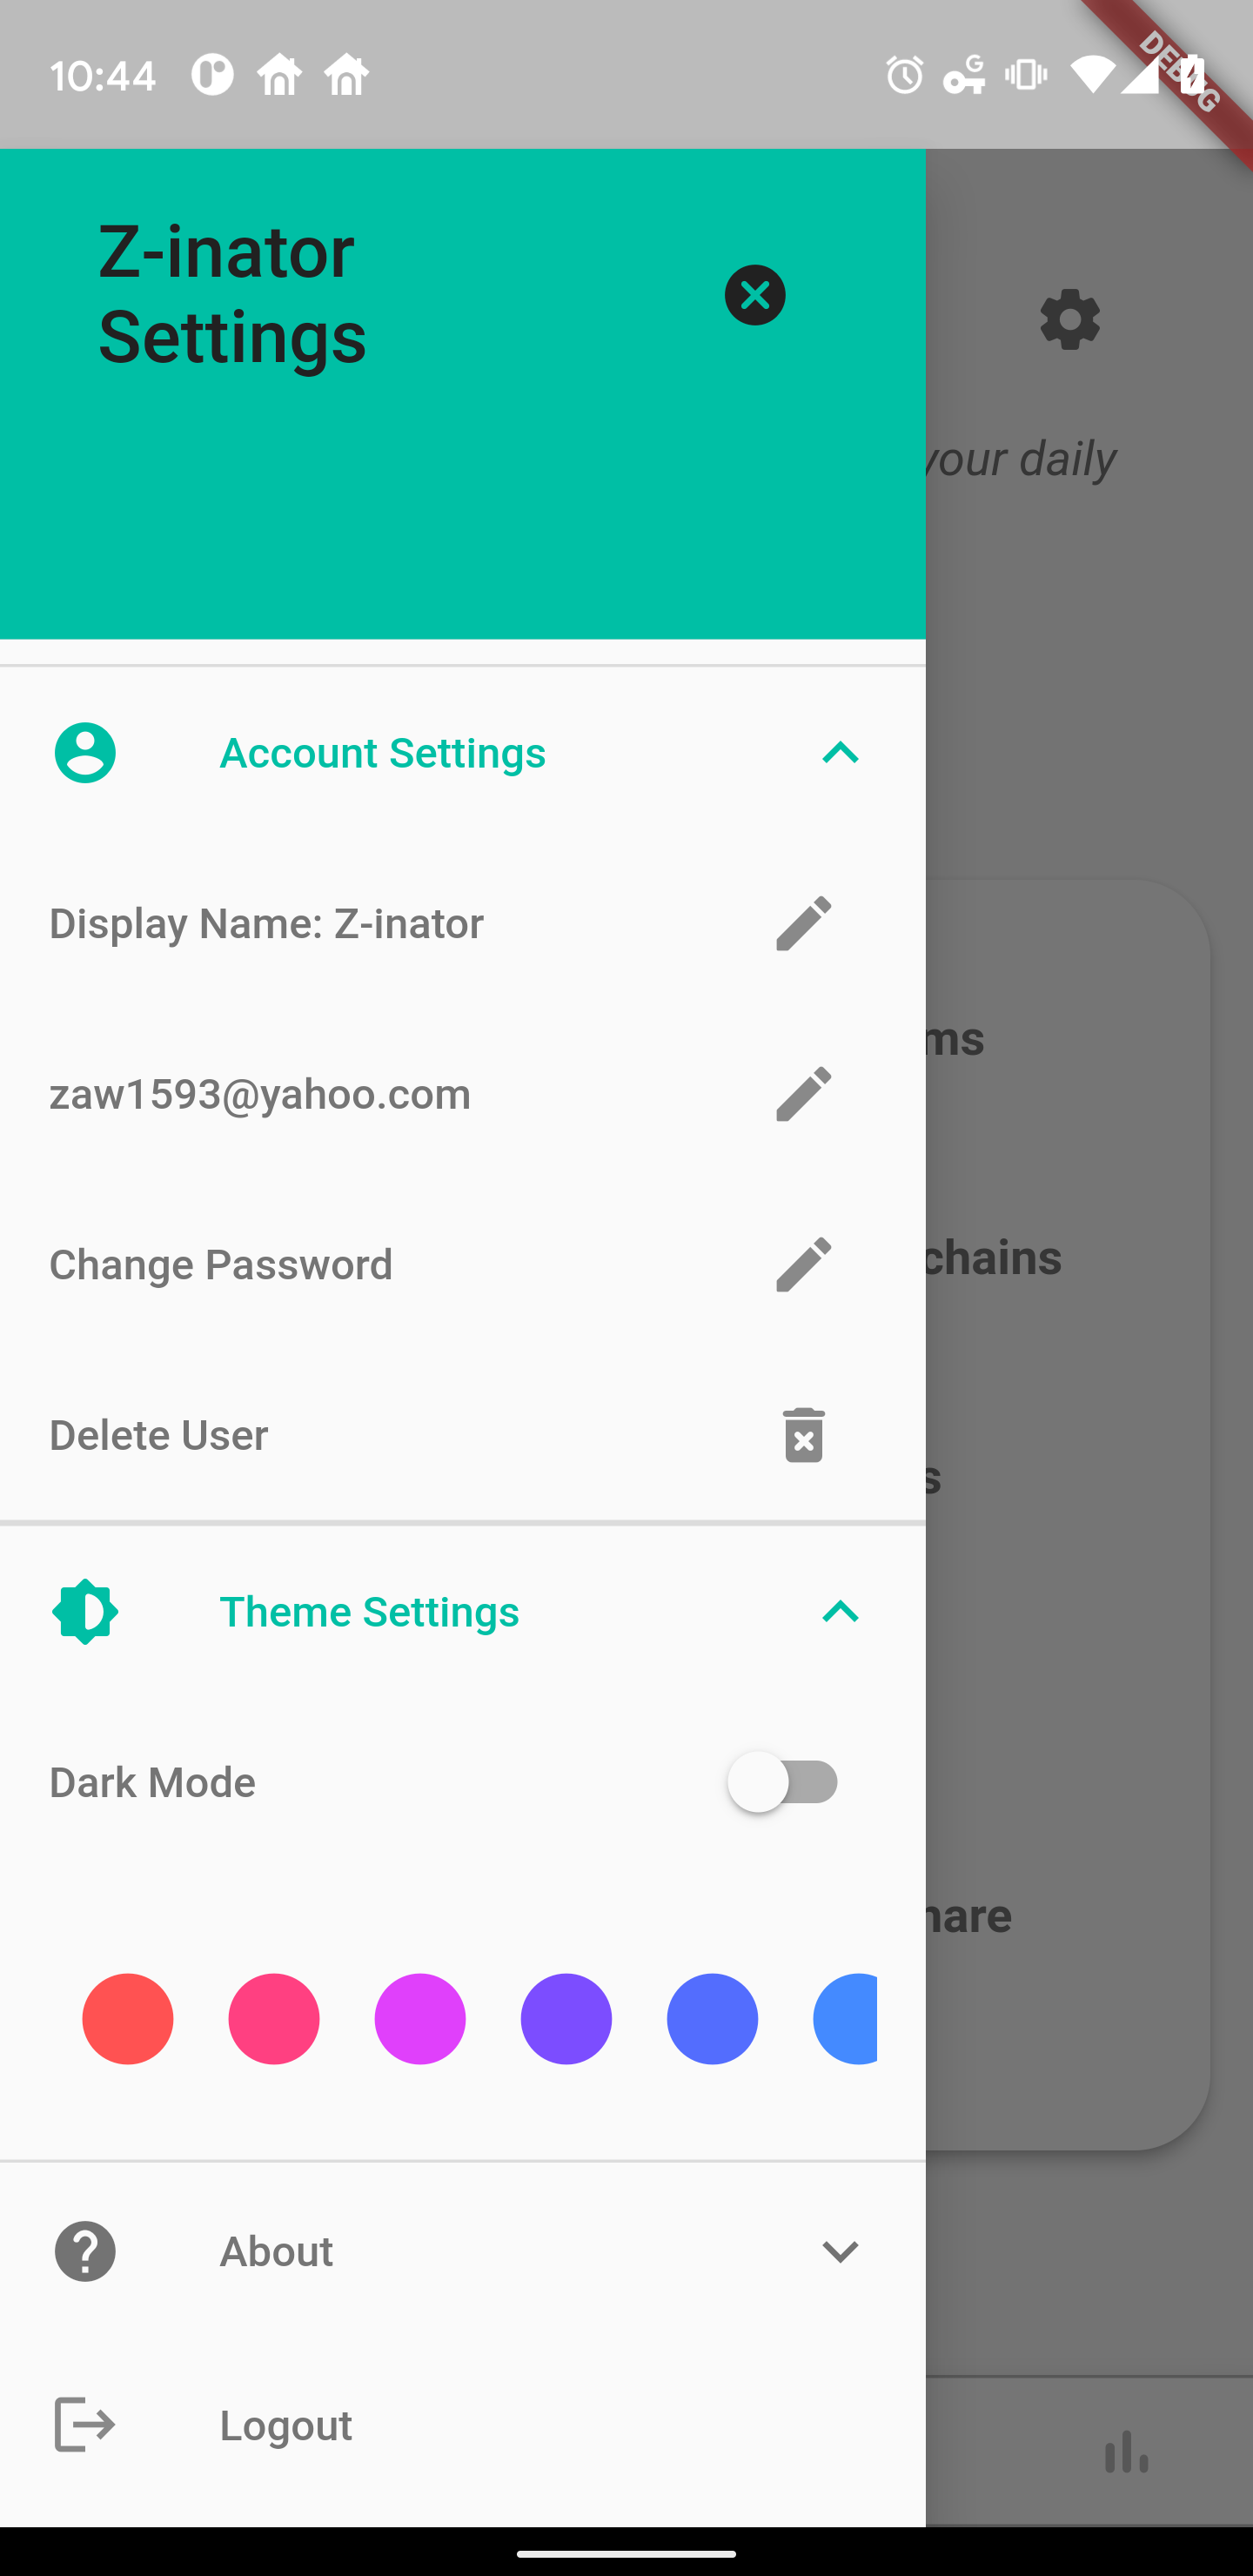 10:44
DEBUG
Z-inator
Settings
your daily
Account Settings
Display Name: Z-inator
ms
zaw1593@yahoo.com
Change Password
chains
Delete User
s
Theme Settings
Dark Mode
hare
About
Logout